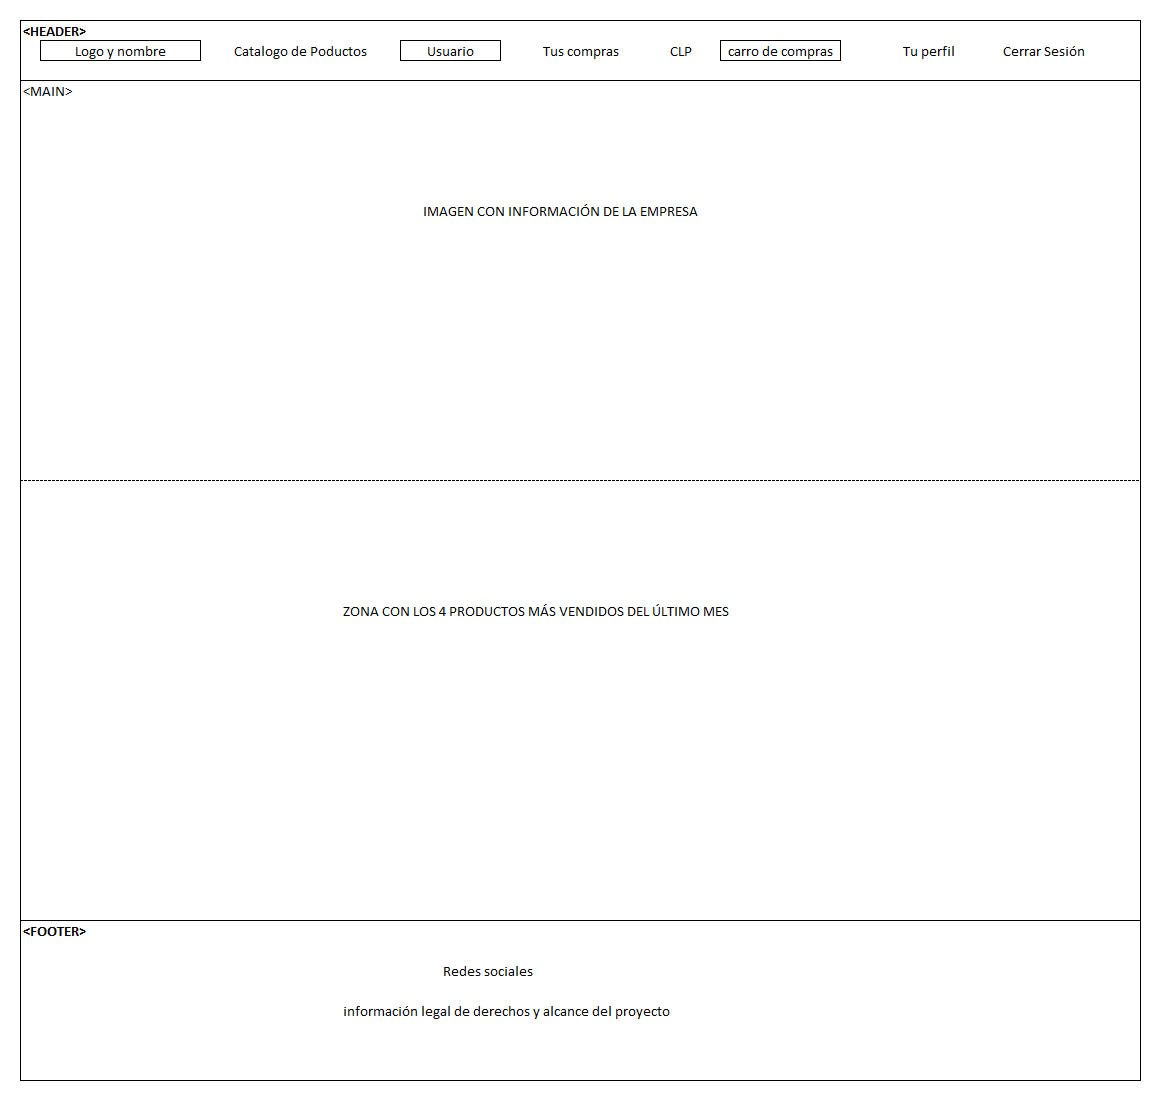 <HEADER>
Logo y nombre Catalogo de Poductos Usuario Tus compras CLP carro de compras Tu perfil Cerrar Sesión
<MAIN>
IMAGEN CON INFORMACIÓN DE LA EMPRESA
ZONA CON LOS 4 PRODUCTOS MÁS VENDIDOS DEL ÚLTIMO MES
<FOOTER>
Redes sociales
información legal de derechos y alcance del proyecto